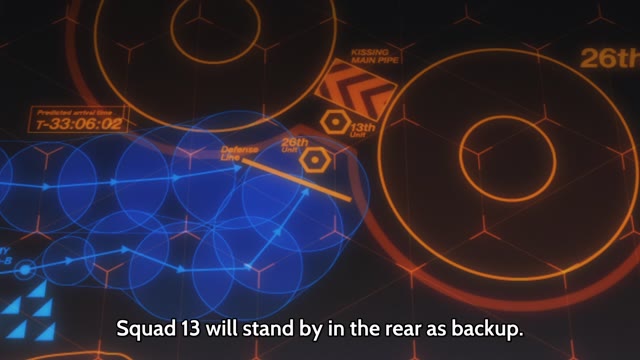 KISSING
MAIN PIPE
26th
Predicted arrival time
T-33:06:02
13th
Unit
26th
Unit
Defense
Line
Squad 13 will stand by in the rear as backup.